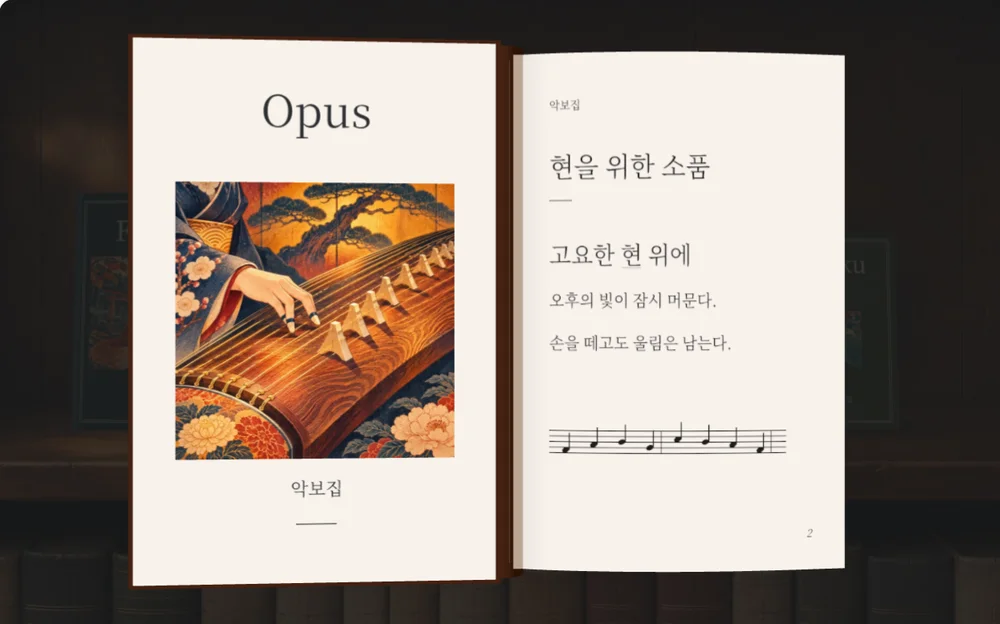 Opus
악보집
악보집
현을 위한 소품
고요한 현 위에
오후의 빛이 잠시 머문다.
손을 떼고도 울림은 남는다.
2